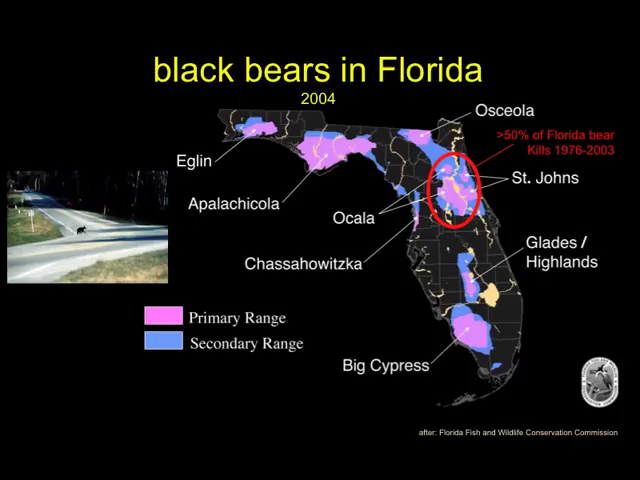 black bears in Florida
2004
Osceola
>50% of Florida bear
Kills 1976-2003
Eglin
St. Johns
Apalachicola
Ocala
Glades /
Highlands
Chassahowitzka
Primary Range
Secondary Range
Big Cypress
after: Florida Fish and Wildlife Conservation Commission